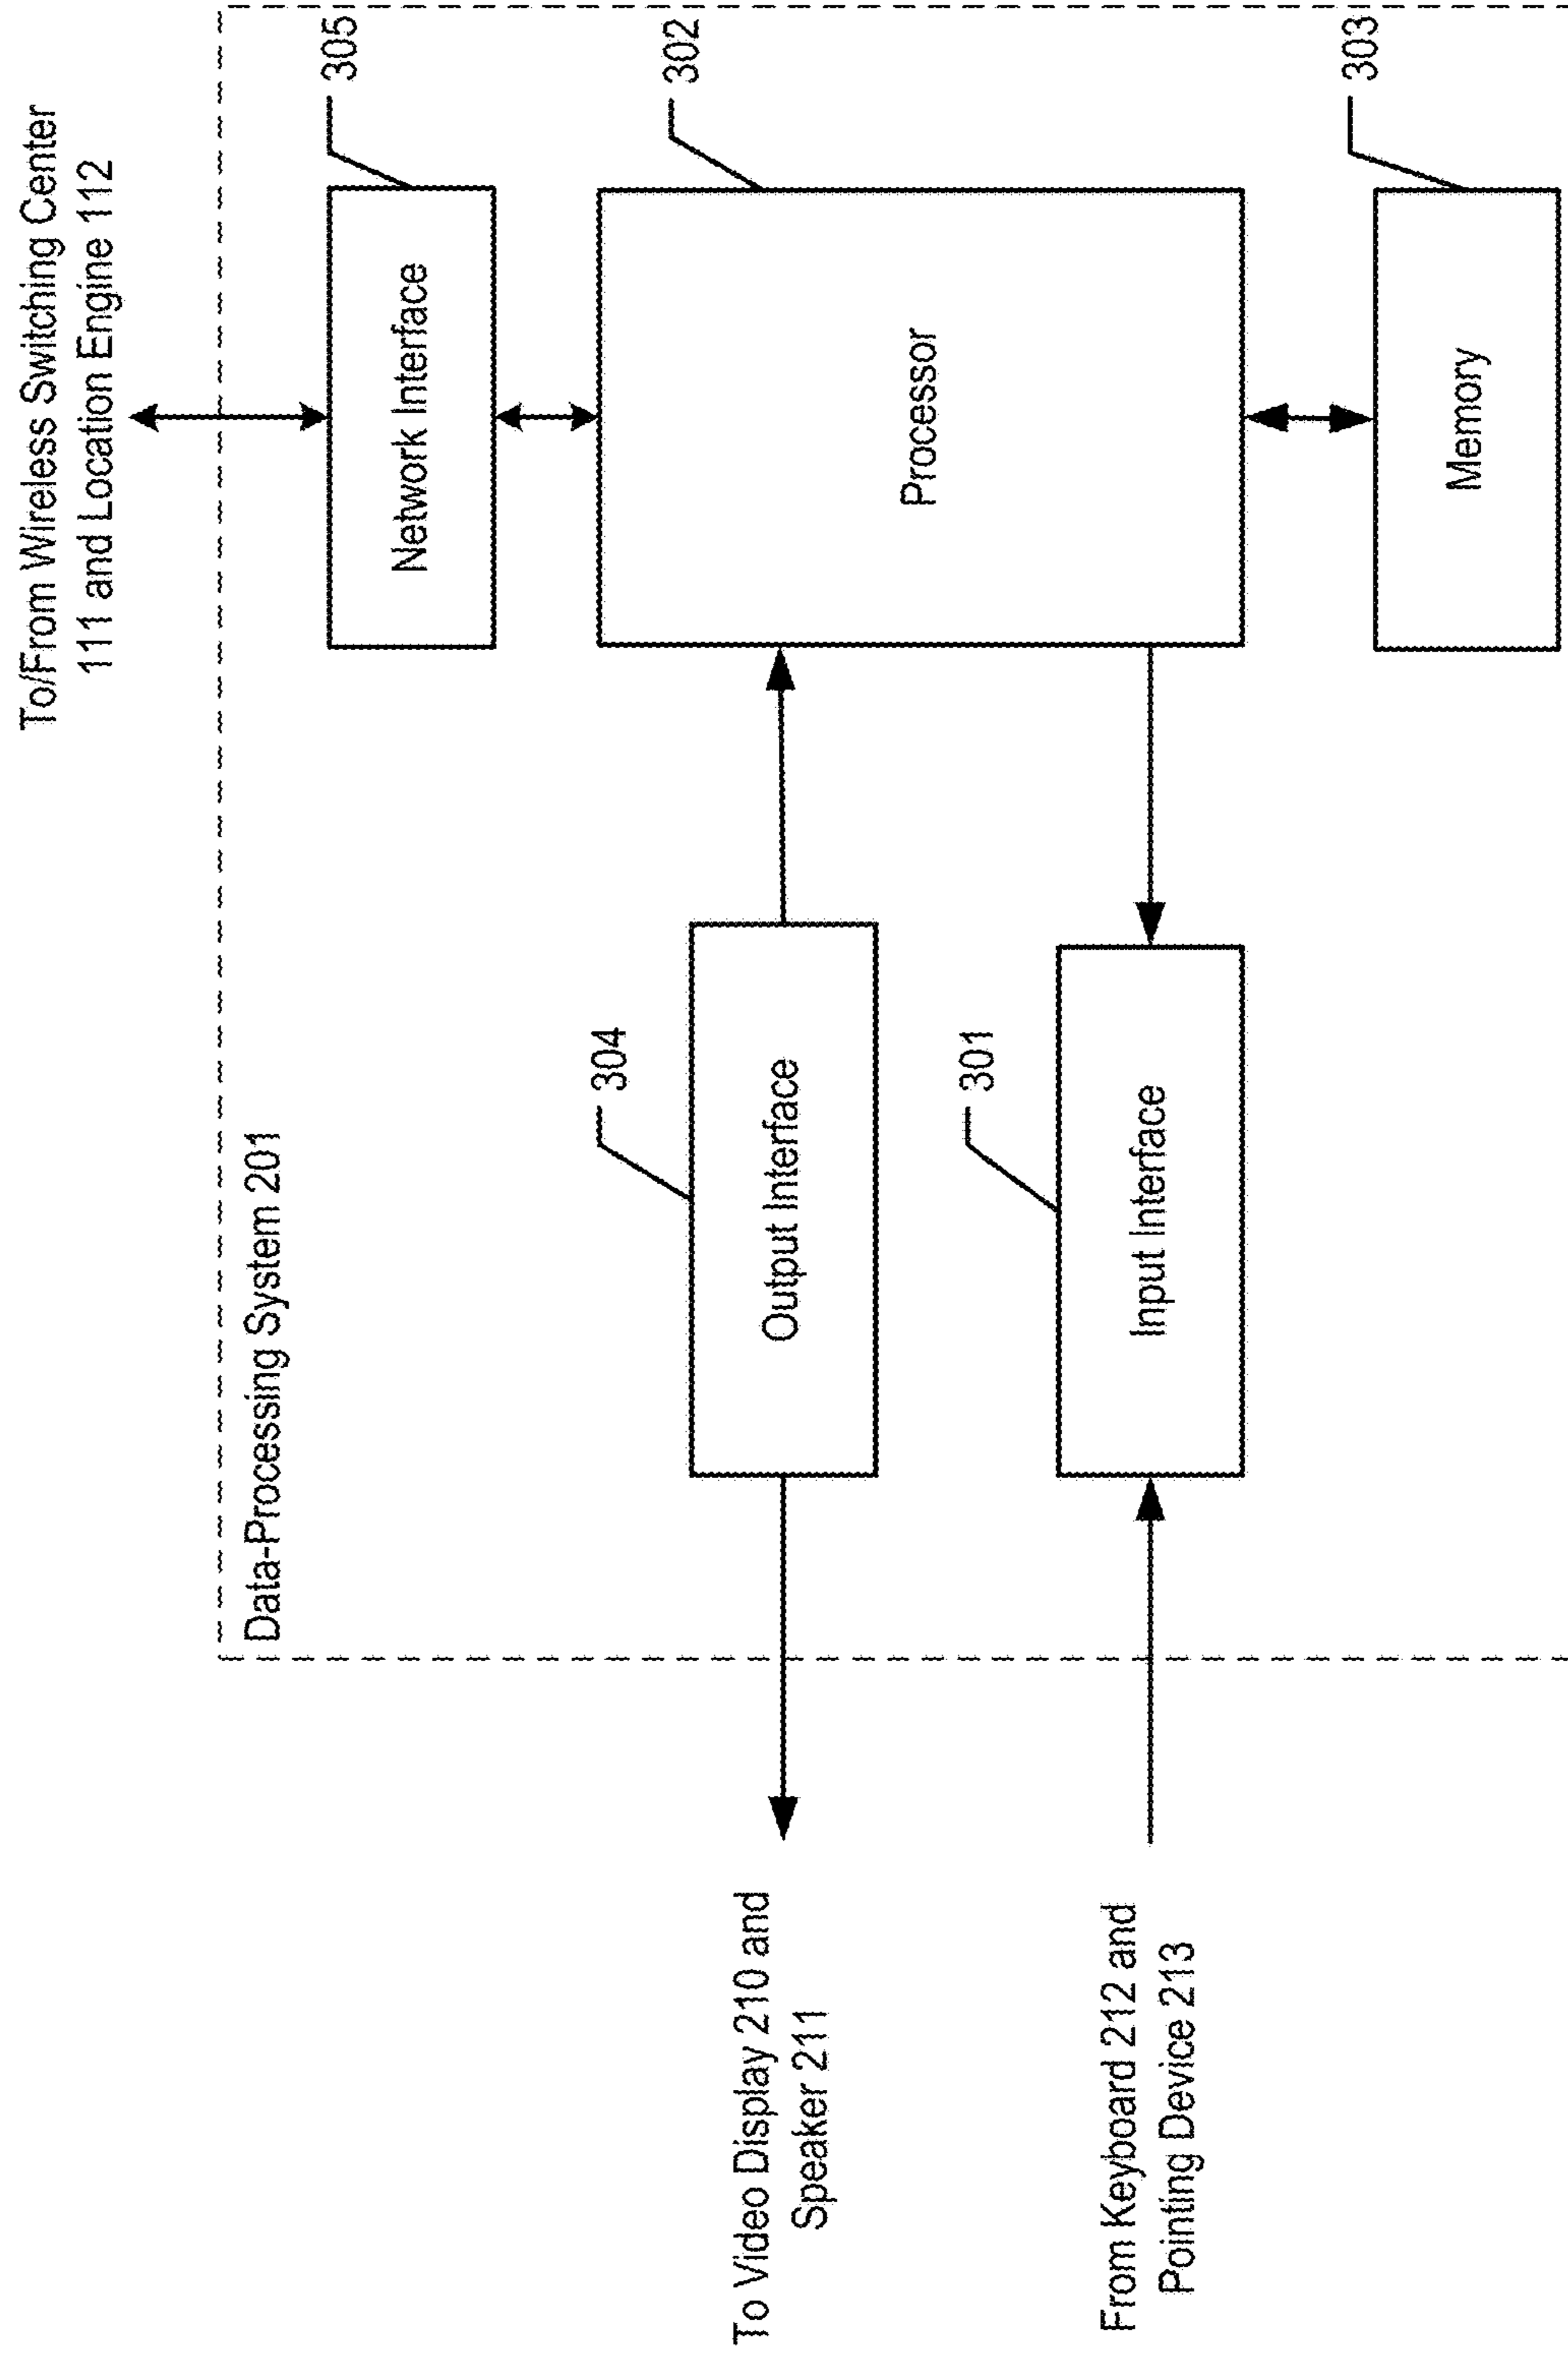 To/From Wireless Switching Center
111 and Location Engine 112
Data-Processing System 201
305
Network Interface
304
302
To Video Display 210 and
Speaker 211
Output Interface
Processor
301
From Keyboard 212 and
Pointing Device 213
Input Interface
303
Memory